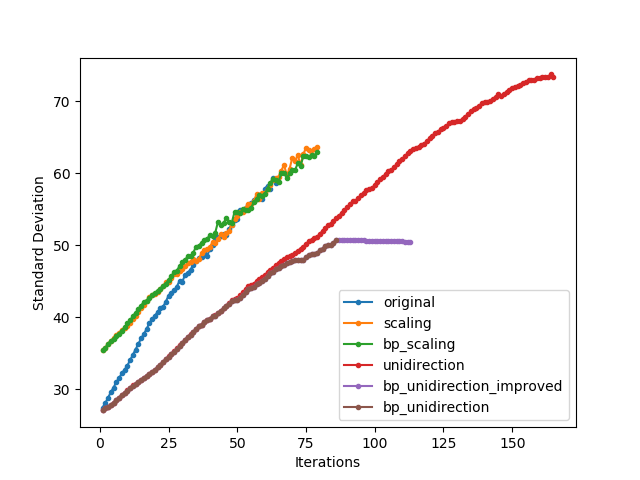 70
60
50
40
30
Standard Deviation
0 25 50 75 100 125 150
Iterations
original
scaling
bp_scaling
unidirection
bp_unidirection_improved
bp_unidirection